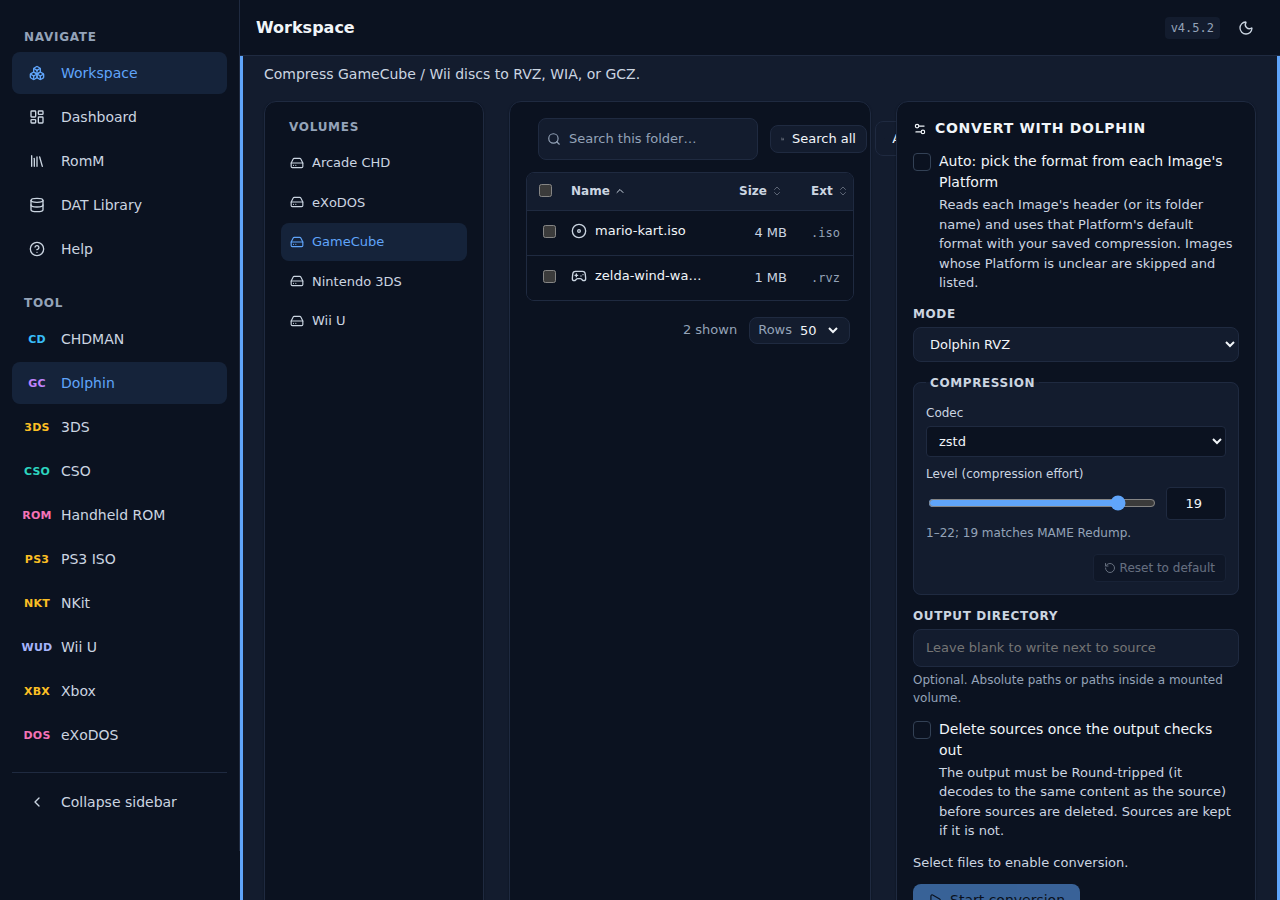 NAVIGATE
Workspace
Dashboard
RomM
DAT Library
Help
TOOL
CD CHDMAN
GC Dolphin
3DS 3DS
CSO CSO
ROM Handheld ROM
PS3 PS3 ISO
NKT NKit
WUD Wii U
XBX Xbox
DOS eXoDOS
Collapse sidebar
Workspace
v4.5.2
Compress GameCube / Wii discs to RVZ, WIA, or GCZ.
VOLUMES
Arcade CHD
eXoDOS
GameCube
Nintendo 3DS
Wii U
Search this folder…
Search all
Name Size Ext
mario-kart.iso 4 MB .iso
zelda-wind-wa… 1 MB .rvz
2 shown Rows 50
CONVERT WITH DOLPHIN
Auto: pick the format from each Image's
Platform
Reads each Image's header (or its folder
name) and uses that Platform's default
format with your saved compression. Images
whose Platform is unclear are skipped and
listed.
MODE
Dolphin RVZ
COMPRESSION
Codec
zstd
Level (compression effort)
19
1–22; 19 matches MAME Redump.
Reset to default
OUTPUT DIRECTORY
Leave blank to write next to source
Optional. Absolute paths or paths inside a mounted
volume.
Delete sources once the output checks
out
The output must be Round-tripped (it
decodes to the same content as the source)
before sources are deleted. Sources are kept
if it is not.
Select files to enable conversion.
Start conversion